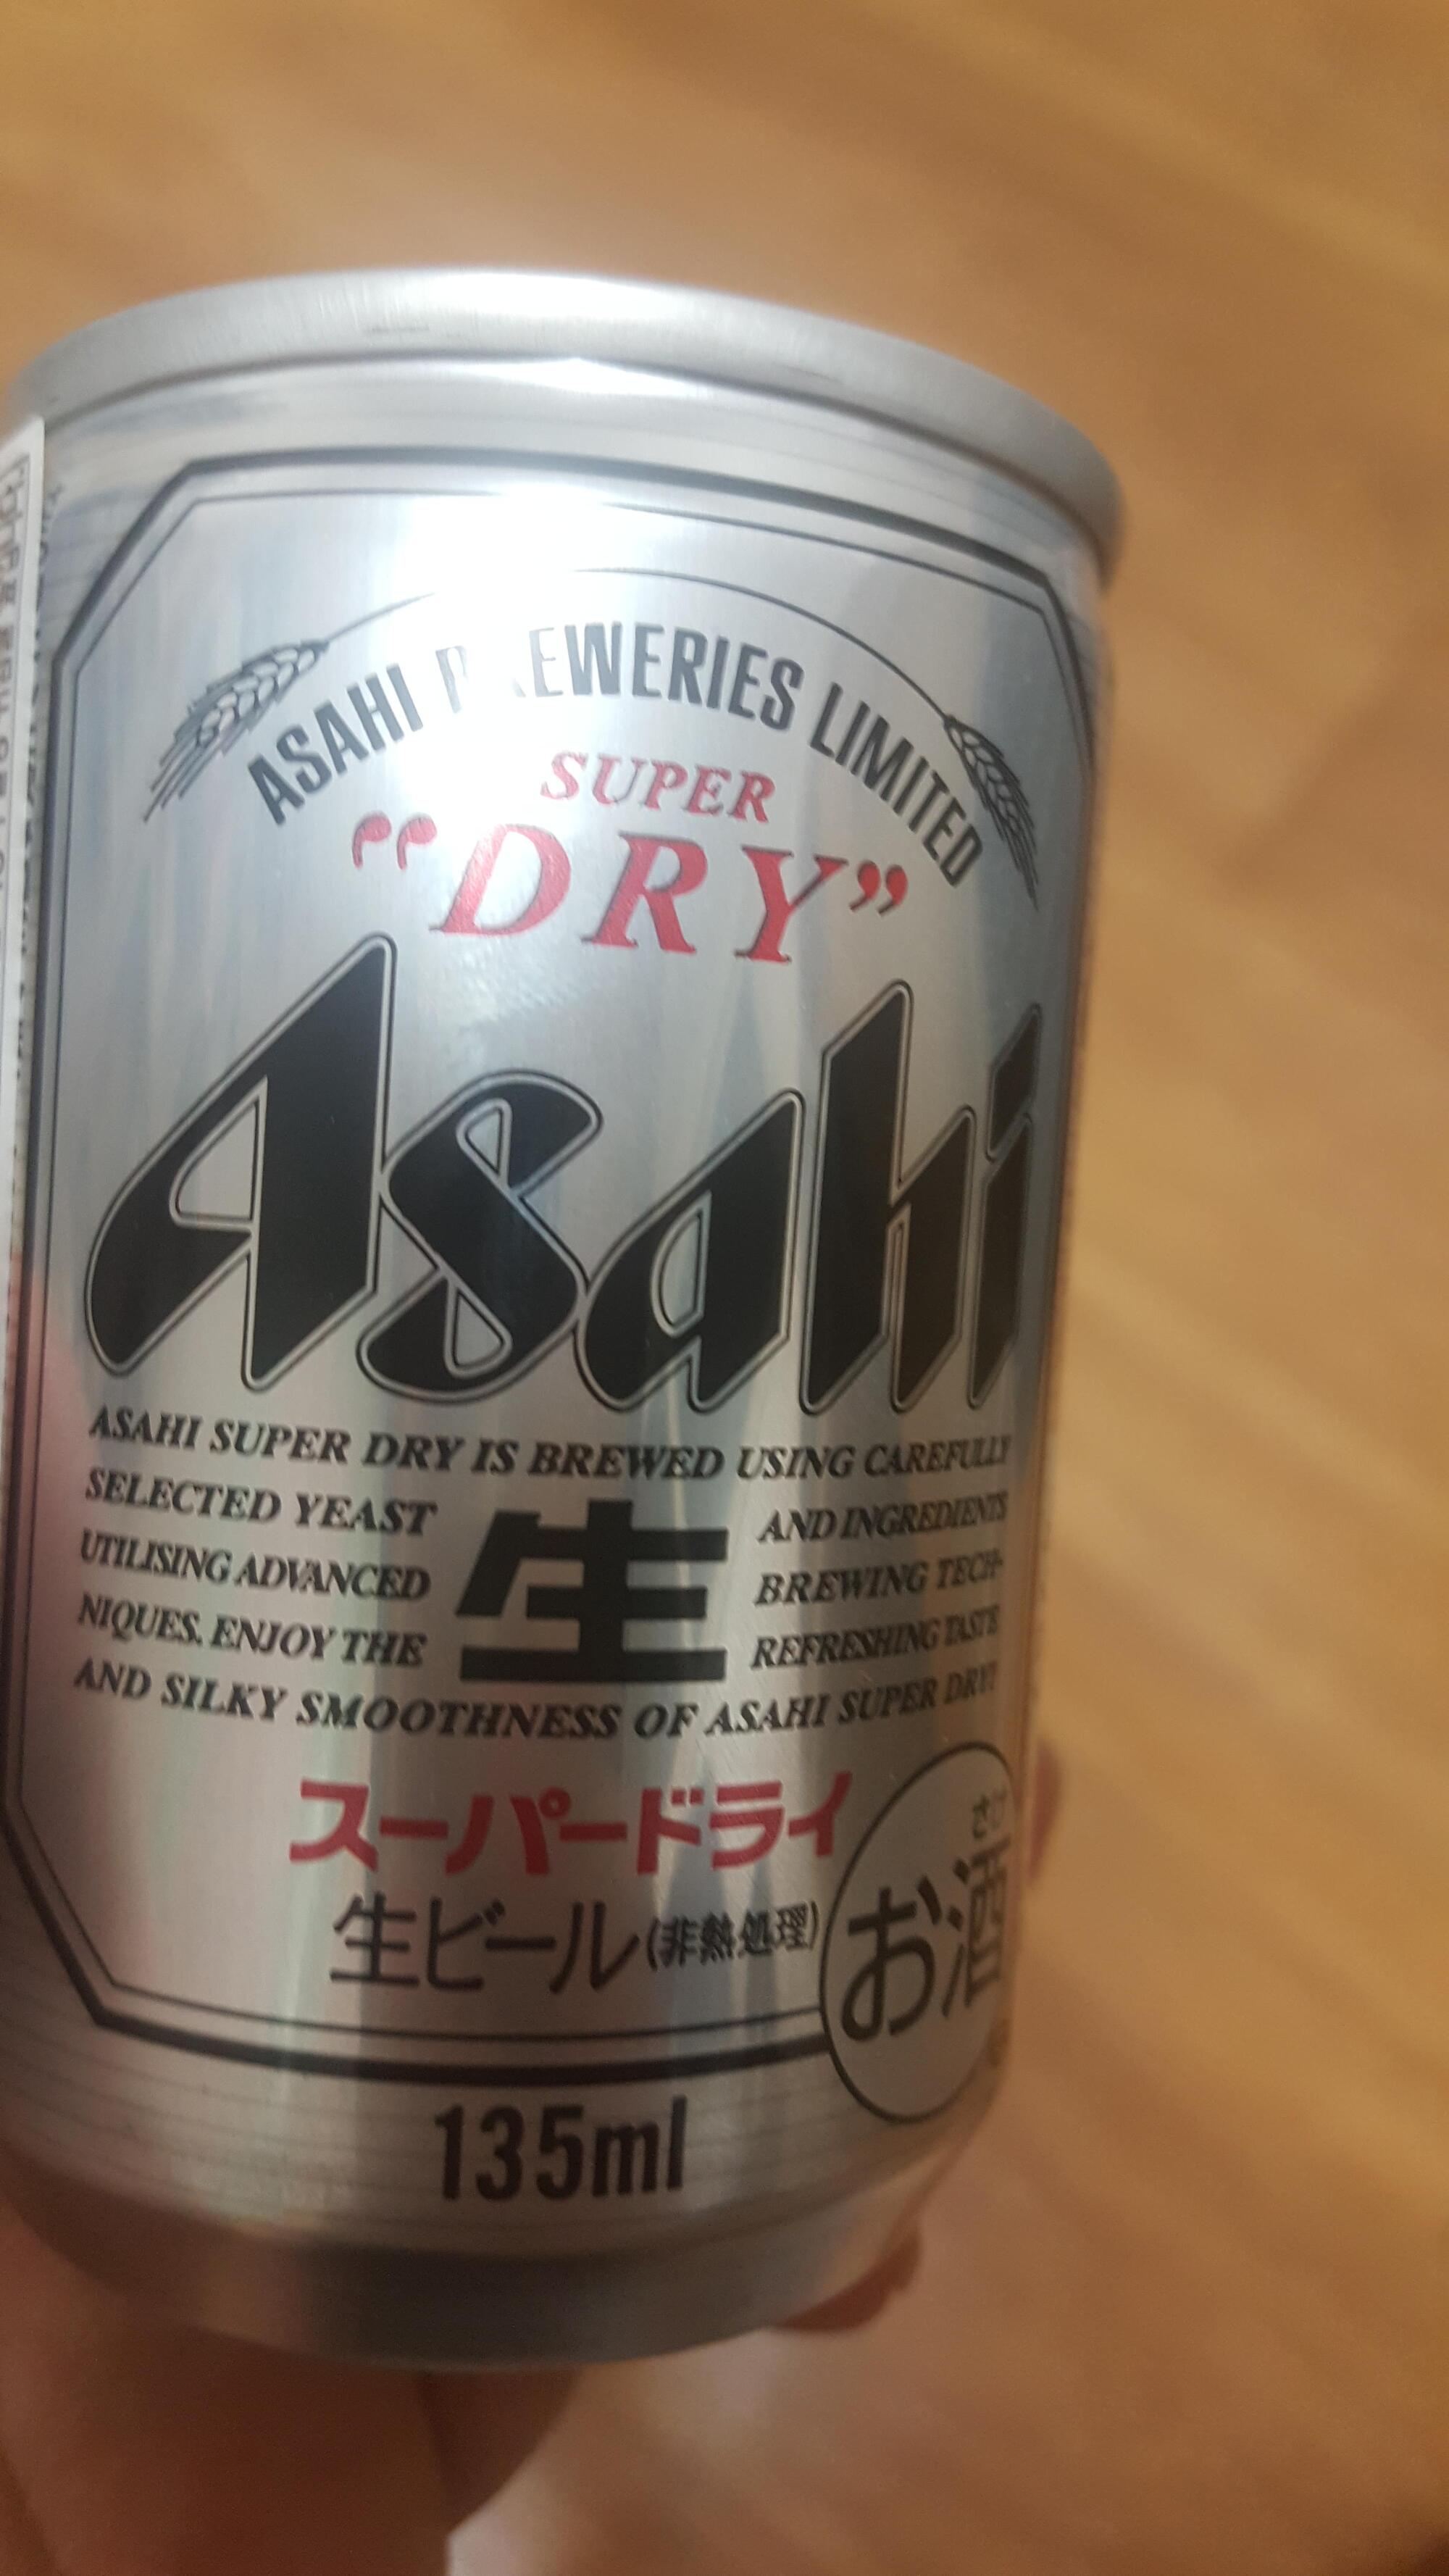 ASAHI BREWERIES LIMITED
SUPER
“DRY”
Asahi
ASAHI SUPER DRY IS BREWED USING CAREFULLY
SELECTED YEAST 生 AND INGREDIENTS
UTILISING ADVANCED BREWING TECH-
NIQUES. ENJOY THE REFRESHING TASTE
AND SILKY SMOOTHNESS OF ASAHI SUPER DRY!
スーパードライ
生ビール(非熱処理)
さけ
お酒
135ml